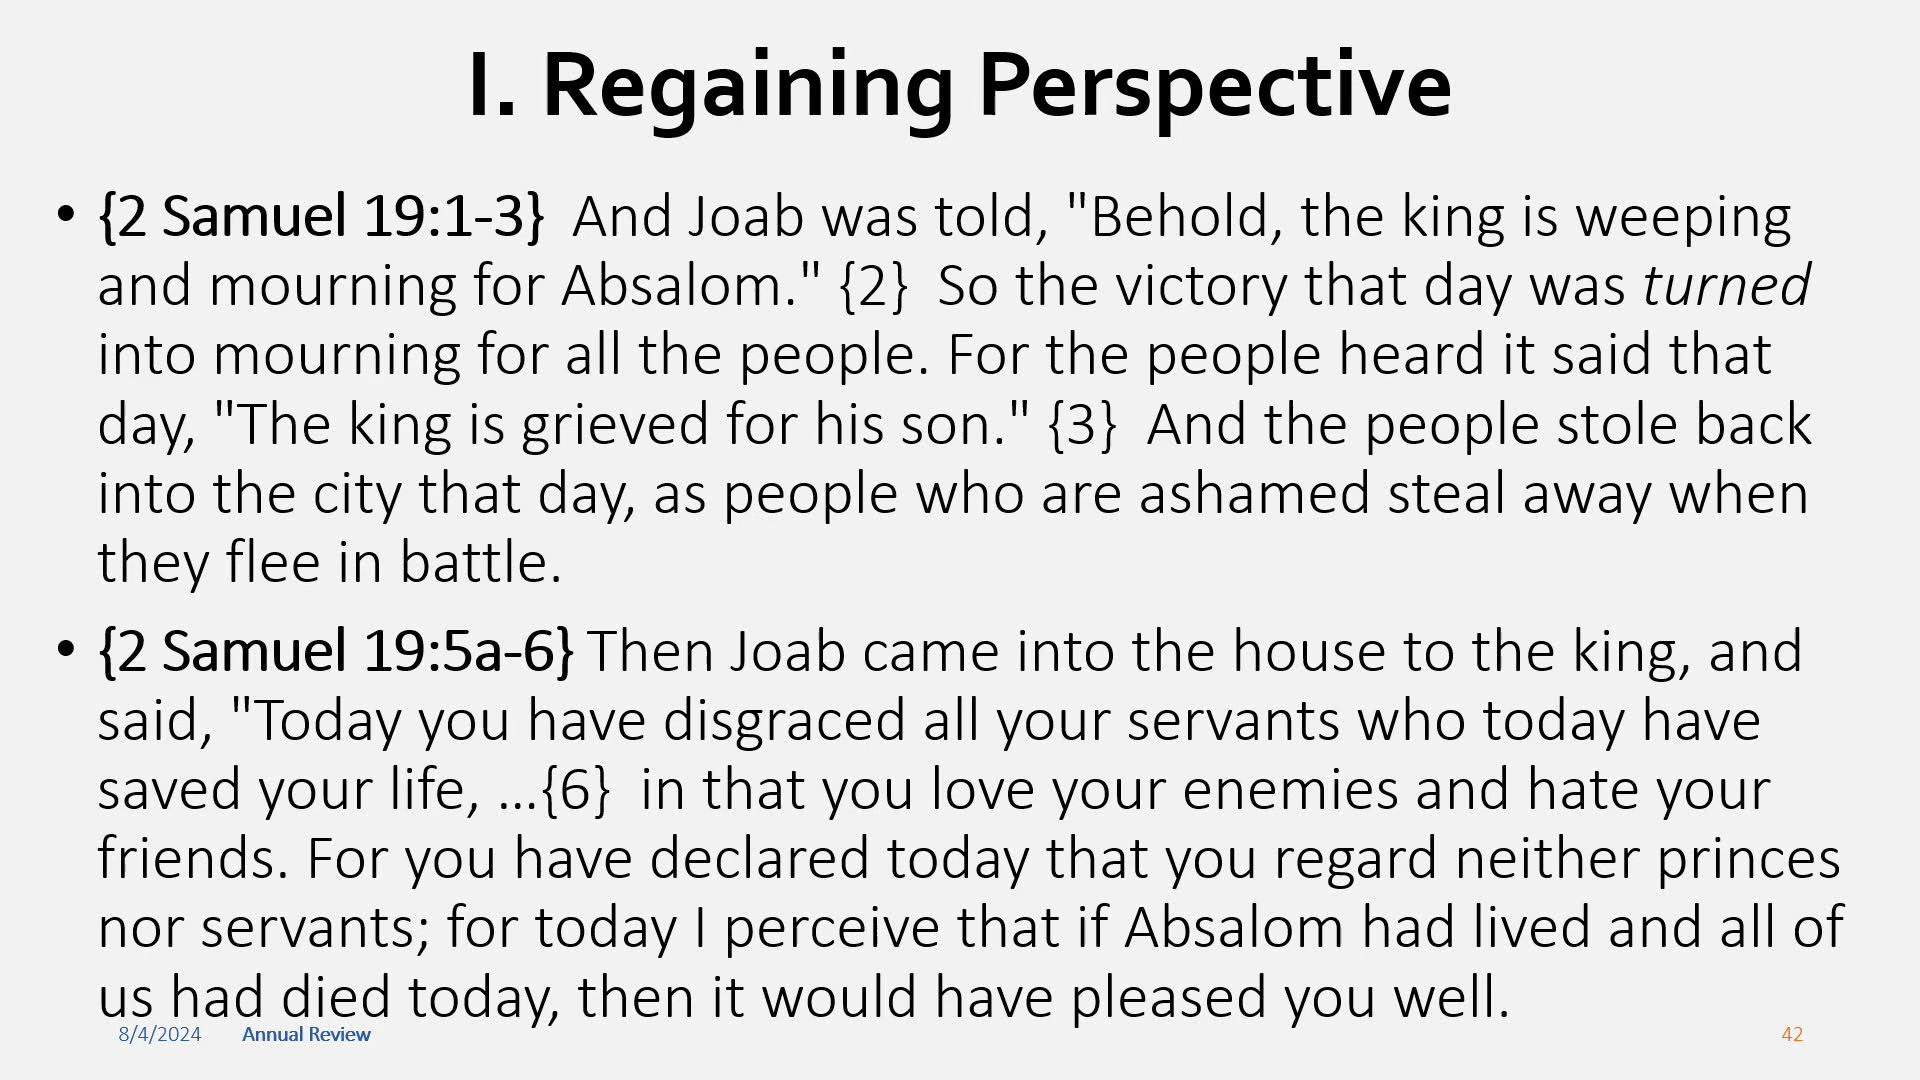 I. Regaining Perspective
• {2 Samuel 19:1-3}  And Joab was told, "Behold, the king is weeping
and mourning for Absalom." {2}  So the victory that day was turned
into mourning for all the people. For the people heard it said that
day, "The king is grieved for his son." {3}  And the people stole back
into the city that day, as people who are ashamed steal away when
they flee in battle.
• {2 Samuel 19:5a-6} Then Joab came into the house to the king, and
said, "Today you have disgraced all your servants who today have
saved your life, …{6}  in that you love your enemies and hate your
friends. For you have declared today that you regard neither princes
nor servants; for today I perceive that if Absalom had lived and all of
us had died today, then it would have pleased you well.
8/4/2024 Annual Review 42